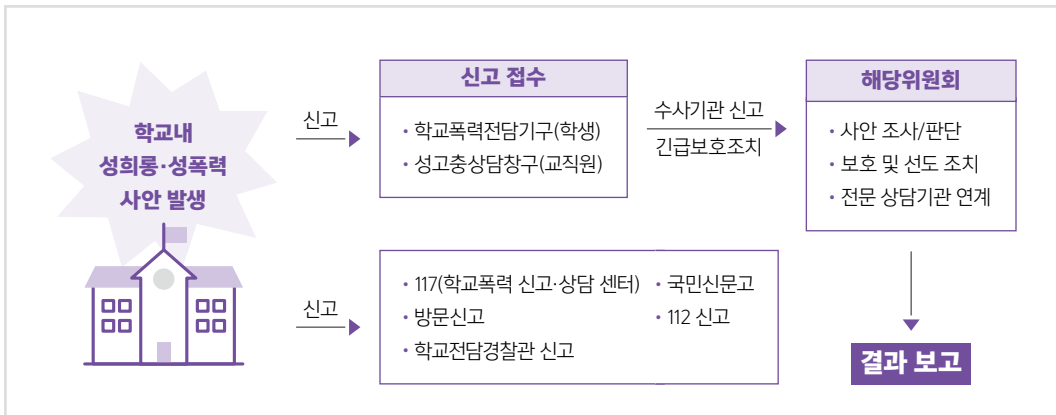 학교내
성희롱·성폭력
사안 발생
신고
신고 접수
· 학교폭력전담기구(학생)
· 성고충상담창구(교직원)
수사기관 신고
긴급보호조치
해당위원회
· 사안 조사/판단
· 보호 및 선도 조치
· 전문 상담기관 연계
신고
· 117(학교폭력 신고·상담 센터)
· 국민신문고
· 방문신고
· 112 신고
· 학교전담경찰관 신고
결과 보고